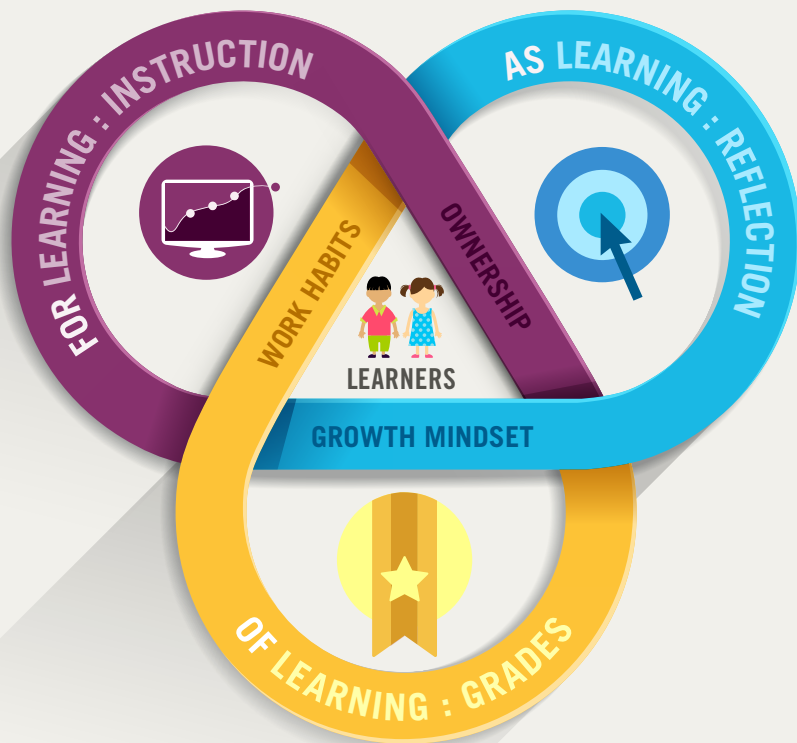 FOR LEARNING : INSTRUCTION
AS LEARNING : REFLECTION
WORK HABITS
OWNERSHIP
LEARNERS
GROWTH MINDSET
OF LEARNING : GRADES